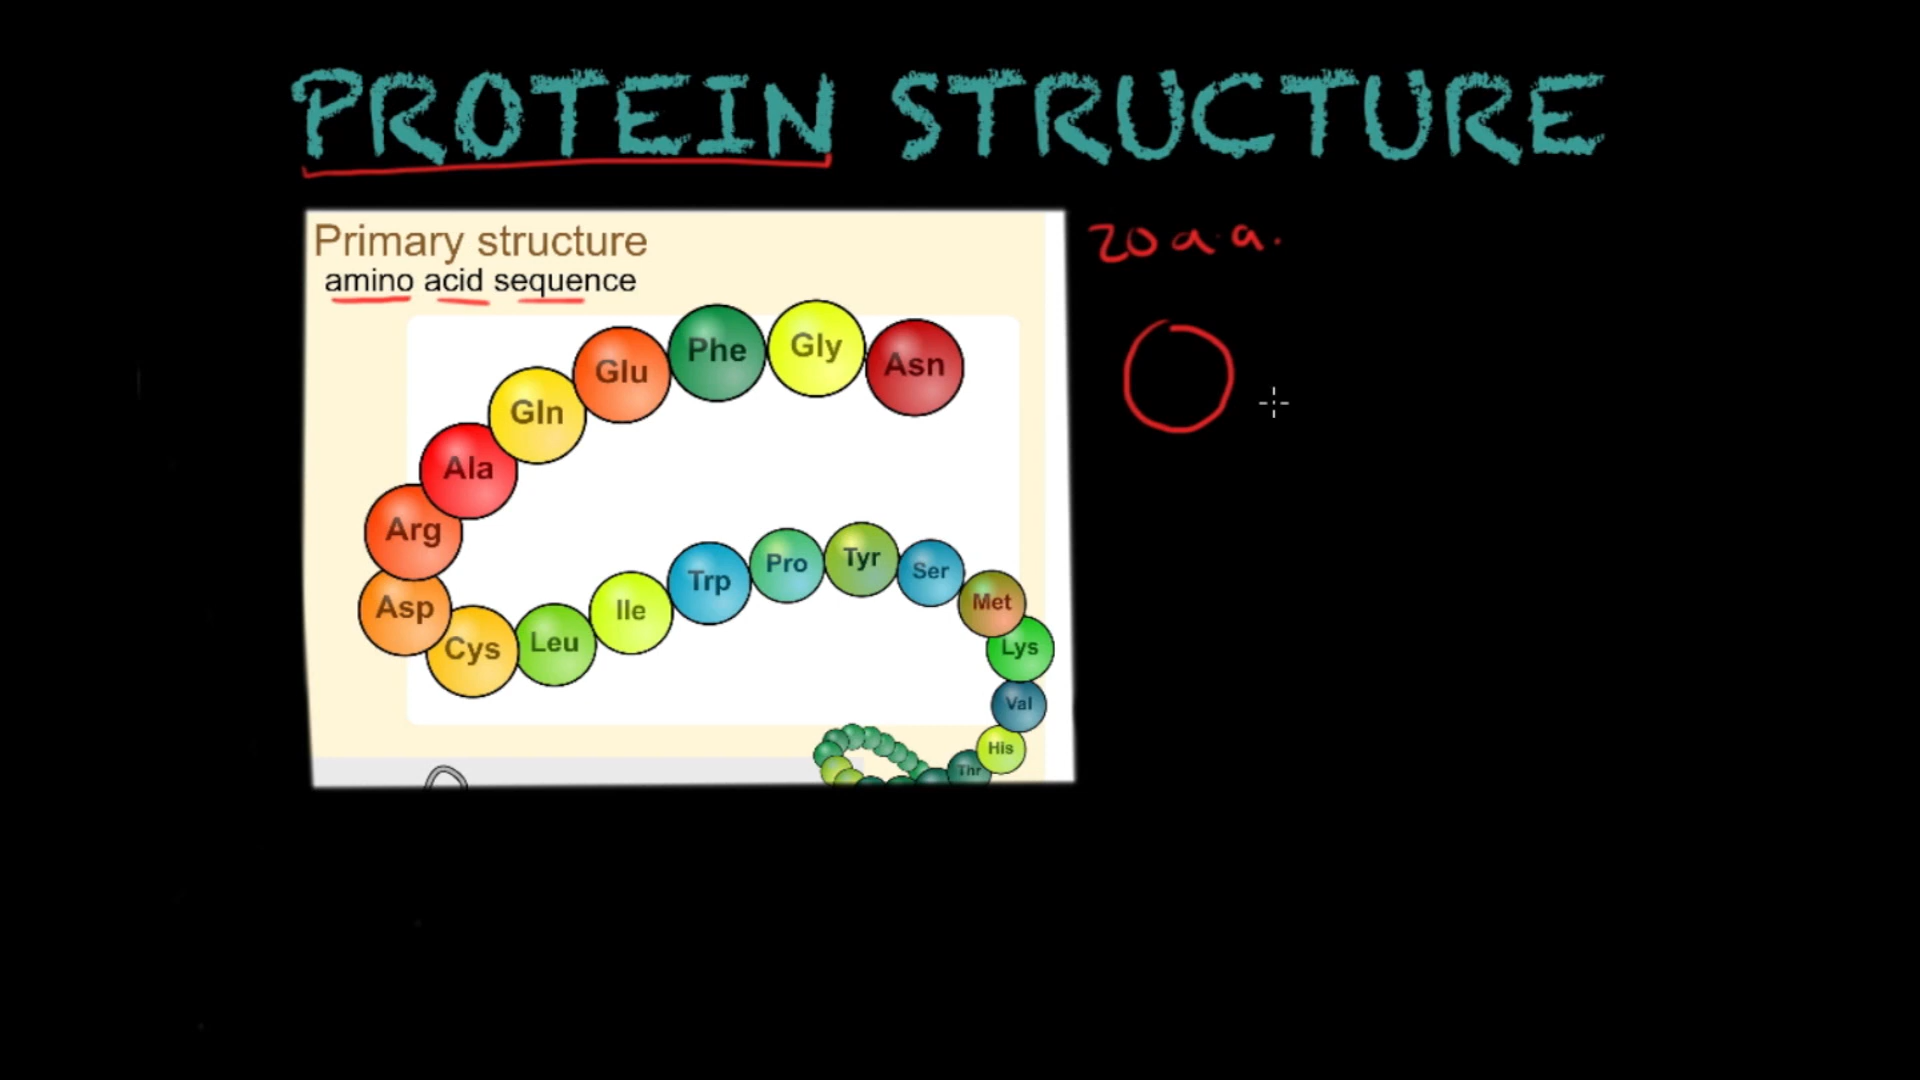 PROTEIN STRUCTURE
Primary structure
amino acid sequence
20 a.a.
Asn
Gly
Phe
Glu
Gln
Ala
Arg
Asp
Cys
Leu
Ile
Trp
Pro
Tyr
Ser
Met
Lys
Val
His
Thr